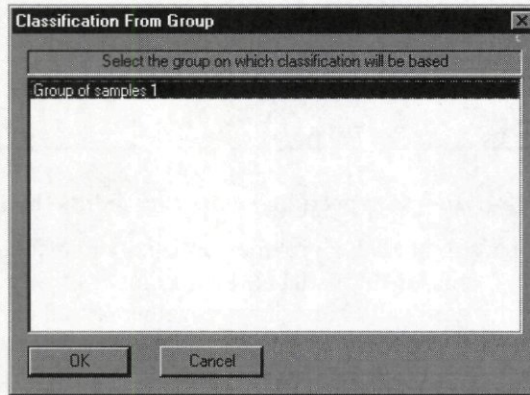 Classification From Group
Select the group on which classification will be based
Group of samples 1
OK
Cancel